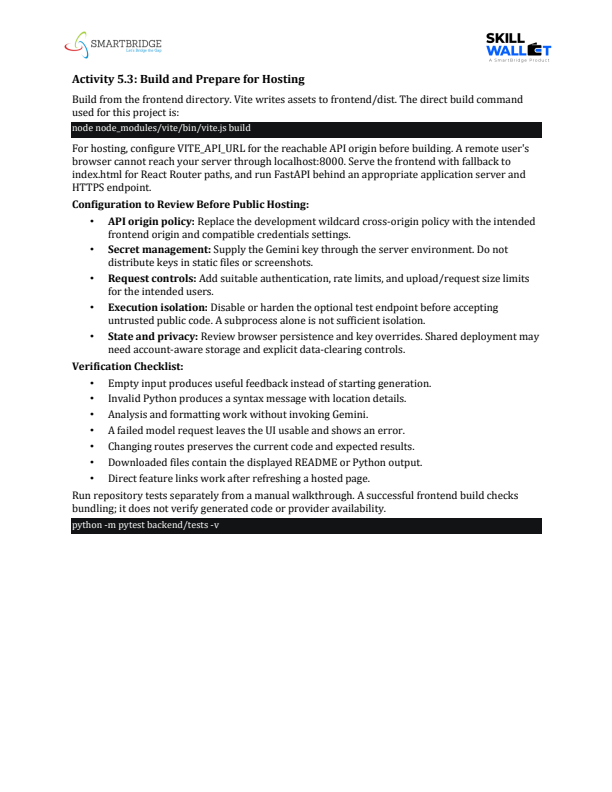 SMARTBRIDGE
Let's Bridge the Gap
SKILL
WALLET
A SmartBridge Product
Activity 5.3: Build and Prepare for Hosting
Build from the frontend directory. Vite writes assets to frontend/dist. The direct build command
used for this project is:
node node_modules/vite/bin/vite.js build
For hosting, configure VITE_API_URL for the reachable API origin before building. A remote user's
browser cannot reach your server through localhost:8000. Serve the frontend with fallback to
index.html for React Router paths, and run FastAPI behind an appropriate application server and
HTTPS endpoint.
Configuration to Review Before Public Hosting:
• API origin policy: Replace the development wildcard cross-origin policy with the intended
frontend origin and compatible credentials settings.
• Secret management: Supply the Gemini key through the server environment. Do not
distribute keys in static files or screenshots.
• Request controls: Add suitable authentication, rate limits, and upload/request size limits
for the intended users.
• Execution isolation: Disable or harden the optional test endpoint before accepting
untrusted public code. A subprocess alone is not sufficient isolation.
• State and privacy: Review browser persistence and key overrides. Shared deployment may
need account-aware storage and explicit data-clearing controls.
Verification Checklist:
• Empty input produces useful feedback instead of starting generation.
• Invalid Python produces a syntax message with location details.
• Analysis and formatting work without invoking Gemini.
• A failed model request leaves the UI usable and shows an error.
• Changing routes preserves the current code and expected results.
• Downloaded files contain the displayed README or Python output.
• Direct feature links work after refreshing a hosted page.
Run repository tests separately from a manual walkthrough. A successful frontend build checks
bundling; it does not verify generated code or provider availability.
python -m pytest backend/tests -v